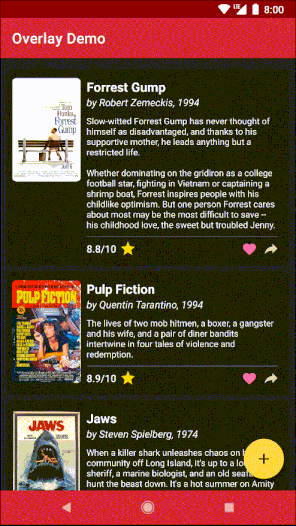 LTE 8:00
Overlay Demo
Forrest Gump
by Robert Zemeckis, 1994
Slow-witted Forrest Gump has never thought of
himself as disadvantaged, and thanks to his
supportive mother, he leads anything but a
restricted life.
Whether dominating on the gridiron as a college
football star, fighting in Vietnam or captaining a
shrimp boat, Forrest inspires people with his
childlike optimism. But one person Forrest cares
about most may be the most difficult to save --
his childhood love, the sweet but troubled Jenny.
Tom
Hanks
Forrest
Gump
8.8/10
PULP FICTION
Pulp Fiction
by Quentin Tarantino, 1994
The lives of two mob hitmen, a boxer, a gangster
and his wife, and a pair of diner bandits
intertwine in four tales of violence and
redemption.
8.9/10
JAWS
Jaws
by Steven Spielberg, 1974
When a killer shark unleashes chaos on
community off Long Island, it's up to a
sheriff, a marine biologist, and an old
hunt the beast down. It's a hot summer on Amity
+